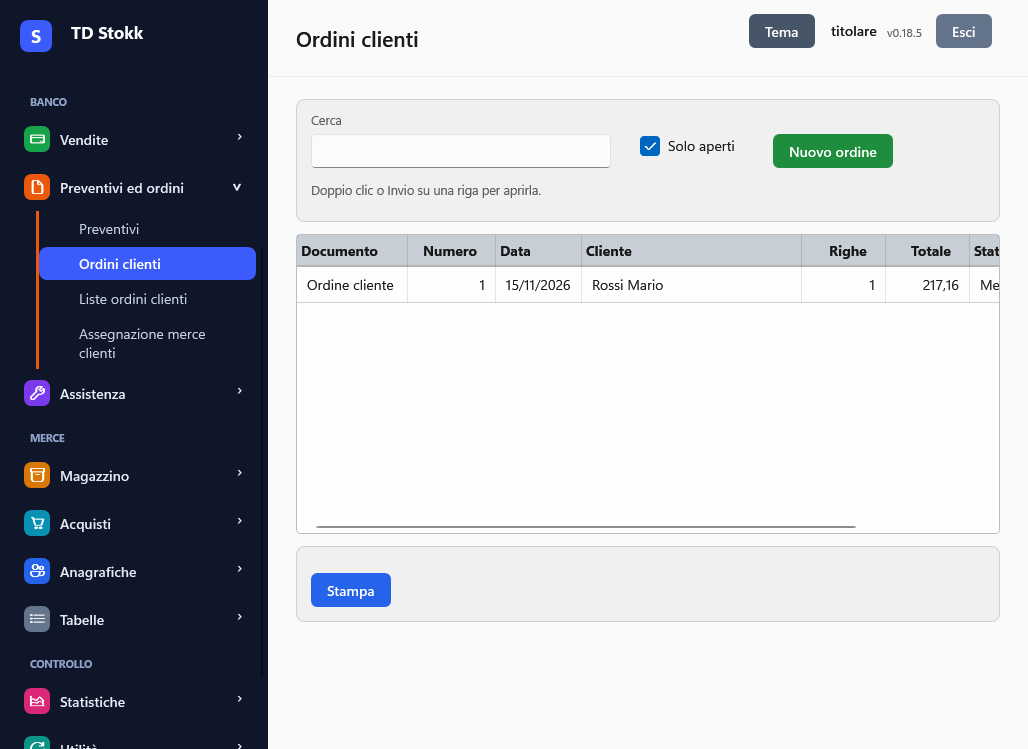 S
TD Stokk
BANCO
Vendite
Preventivi ed ordini
Preventivi
Ordini clienti
Liste ordini clienti
Assegnazione merce
clienti
Assistenza
MERCE
Magazzino
Acquisti
Anagrafiche
Tabelle
CONTROLLO
Statistiche
Utilità
Ordini clienti
Tema
titolare
v0.18.5
Esci
Cerca
Solo aperti
Nuovo ordine
Doppio clic o Invio su una riga per aprirla.
Documento Numero Data Cliente Righe Totale Stat
Ordine cliente 1 15/11/2026 Rossi Mario 1 217,16 Me
Stampa